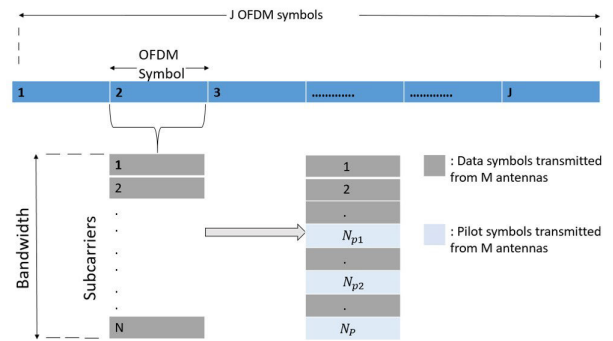 J OFDM symbols
OFDM
Symbol
1 2 3 ............. ............. J
Bandwidth
Subcarriers
1
2
.
.
.
.
.
N
1
2
.
N_{p1}
.
N_{p2}
.
N_P
: Data symbols transmitted
from M antennas
: Pilot symbols transmitted
from M antennas